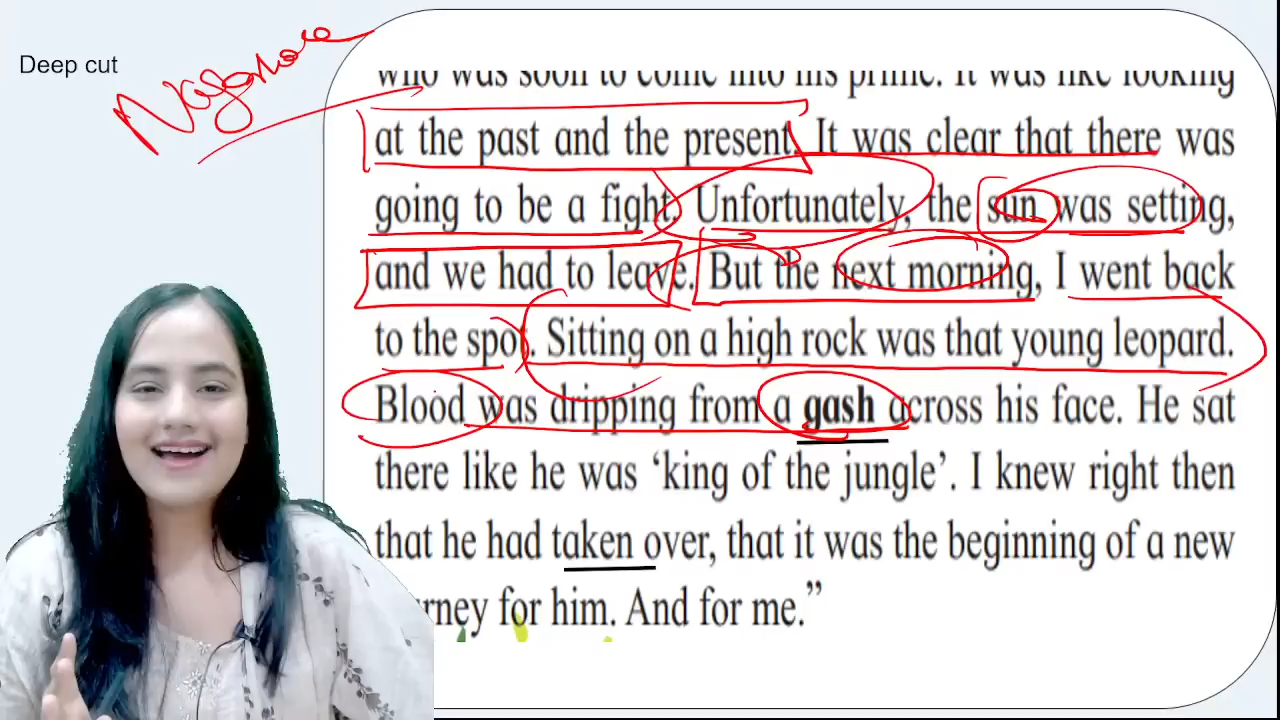 Deep cut
Nagahole
who was soon to come into his prime. It was like looking
at the past and the present. It was clear that there was
going to be a fight. Unfortunately, the sun was setting,
and we had to leave. But the next morning, I went back
to the spot. Sitting on a high rock was that young leopard.
Blood was dripping from a gash across his face. He sat
there like he was ‘king of the jungle’. I knew right then
that he had taken over, that it was the beginning of a new
rney for him. And for me.”